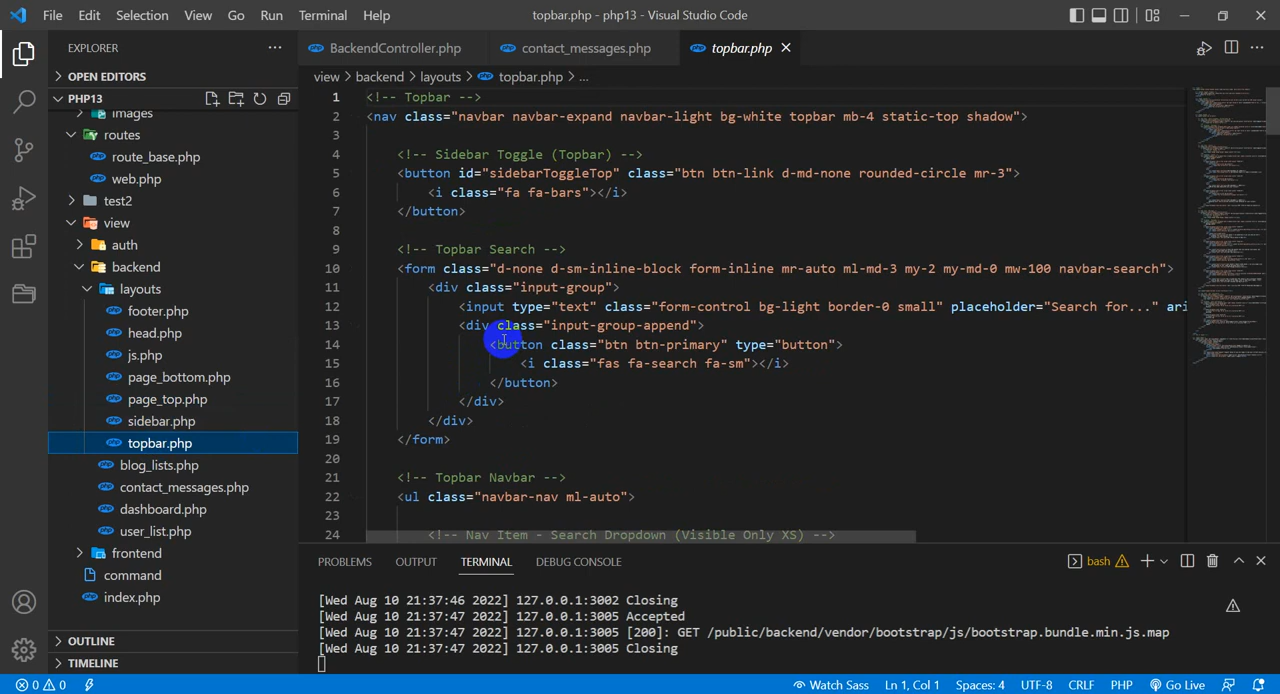 File Edit Selection View Go Run Terminal Help topbar.php - php13 - Visual Studio Code
EXPLORER
BackendController.php contact_messages.php topbar.php
OPEN EDITORS
view > backend > layouts > topbar.php > ...
PHP13
images
routes
route_base.php
web.php
test2
view
auth
backend
layouts
footer.php
head.php
js.php
page_bottom.php
page_top.php
sidebar.php
topbar.php
blog_lists.php
contact_messages.php
dashboard.php
user_list.php
frontend
command
index.php
OUTLINE
TIMELINE
1 <!-- Topbar -->
2 <nav class="navbar navbar-expand navbar-light bg-white topbar mb-4 static-top shadow">
3
4 <!-- Sidebar Toggle (Topbar) -->
5 <button id="sidebarToggleTop" class="btn btn-link d-md-none rounded-circle mr-3">
6 <i class="fa fa-bars"></i>
7 </button>
8
9 <!-- Topbar Search -->
10 <form class="d-none d-sm-inline-block form-inline mr-auto ml-md-3 my-2 my-md-0 mw-100 navbar-search">
11 <div class="input-group">
12 <input type="text" class="form-control bg-light border-0 small" placeholder="Search for..." ari
13 <div class="input-group-append">
14 <button class="btn btn-primary" type="button">
15 <i class="fas fa-search fa-sm"></i>
16 </button>
17 </div>
18 </div>
19 </form>
20
21 <!-- Topbar Navbar -->
22 <ul class="navbar-nav ml-auto">
23
24 <!-- Nav Item - Search Dropdown (Visible Only XS) -->
PROBLEMS OUTPUT TERMINAL DEBUG CONSOLE bash
[Wed Aug 10 21:37:46 2022] 127.0.0.1:3002 Closing
[Wed Aug 10 21:37:47 2022] 127.0.0.1:3005 Accepted
[Wed Aug 10 21:37:47 2022] 127.0.0.1:3005 [200]: GET /public/backend/vendor/bootstrap/js/bootstrap.bundle.min.js.map
[Wed Aug 10 21:37:47 2022] 127.0.0.1:3005 Closing
0 0 Watch Sass Ln 1, Col 1 Spaces: 4 UTF-8 CRLF PHP Go Live